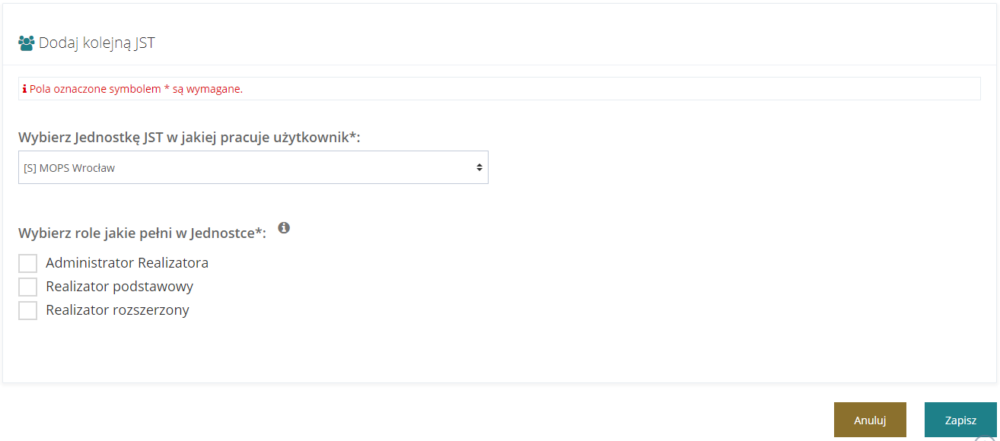 Dodaj kolejną JST
Pola oznaczone symbolem * są wymagane.
Wybierz Jednostkę JST w jakiej pracuje użytkownik*:
[S] MOPS Wrocław
Wybierz role jakie pełni w Jednostce*:
Administrator Realizatora
Realizator podstawowy
Realizator rozszerzony
Anuluj
Zapisz